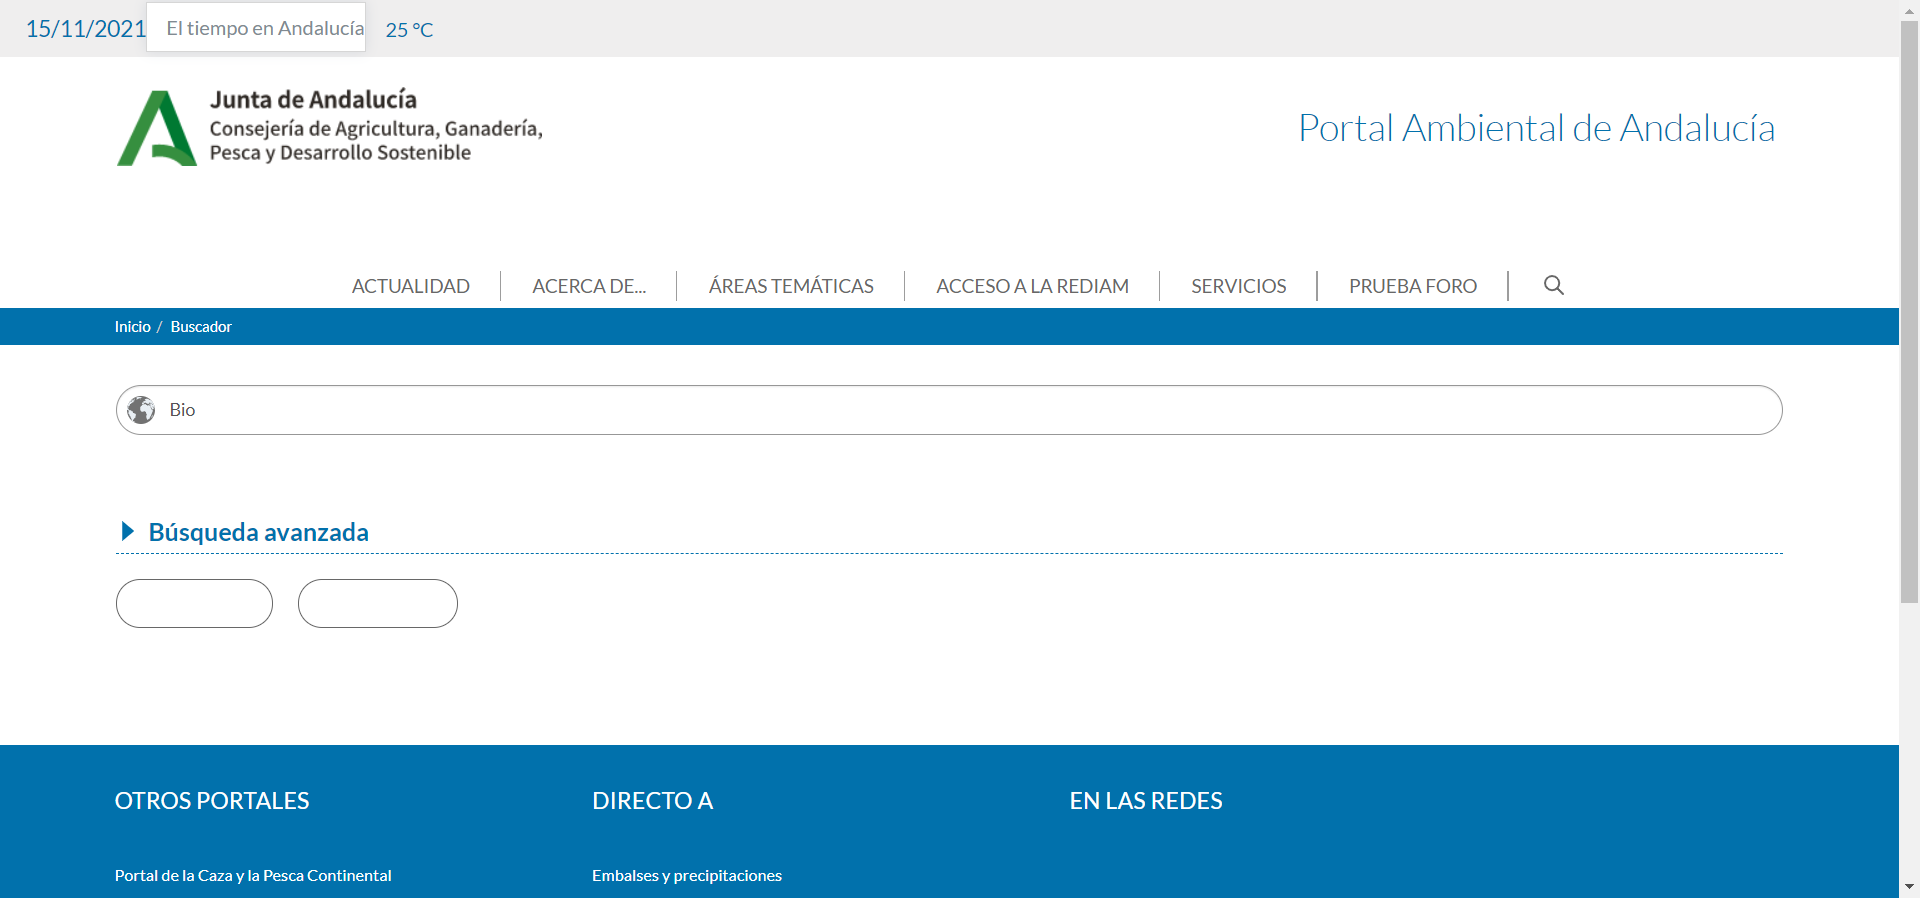 15/11/2021 El tiempo en Andalucía 25 °C
Junta de Andalucía
Consejería de Agricultura, Ganadería,
Pesca y Desarrollo Sostenible
Portal Ambiental de Andalucía
ACTUALIDAD ACERCA DE... ÁREAS TEMÁTICAS ACCESO A LA REDIAM SERVICIOS PRUEBA FORO
Inicio / Buscador
Bio
Búsqueda avanzada
OTROS PORTALES DIRECTO A EN LAS REDES
Portal de la Caza y la Pesca Continental Embalses y precipitaciones